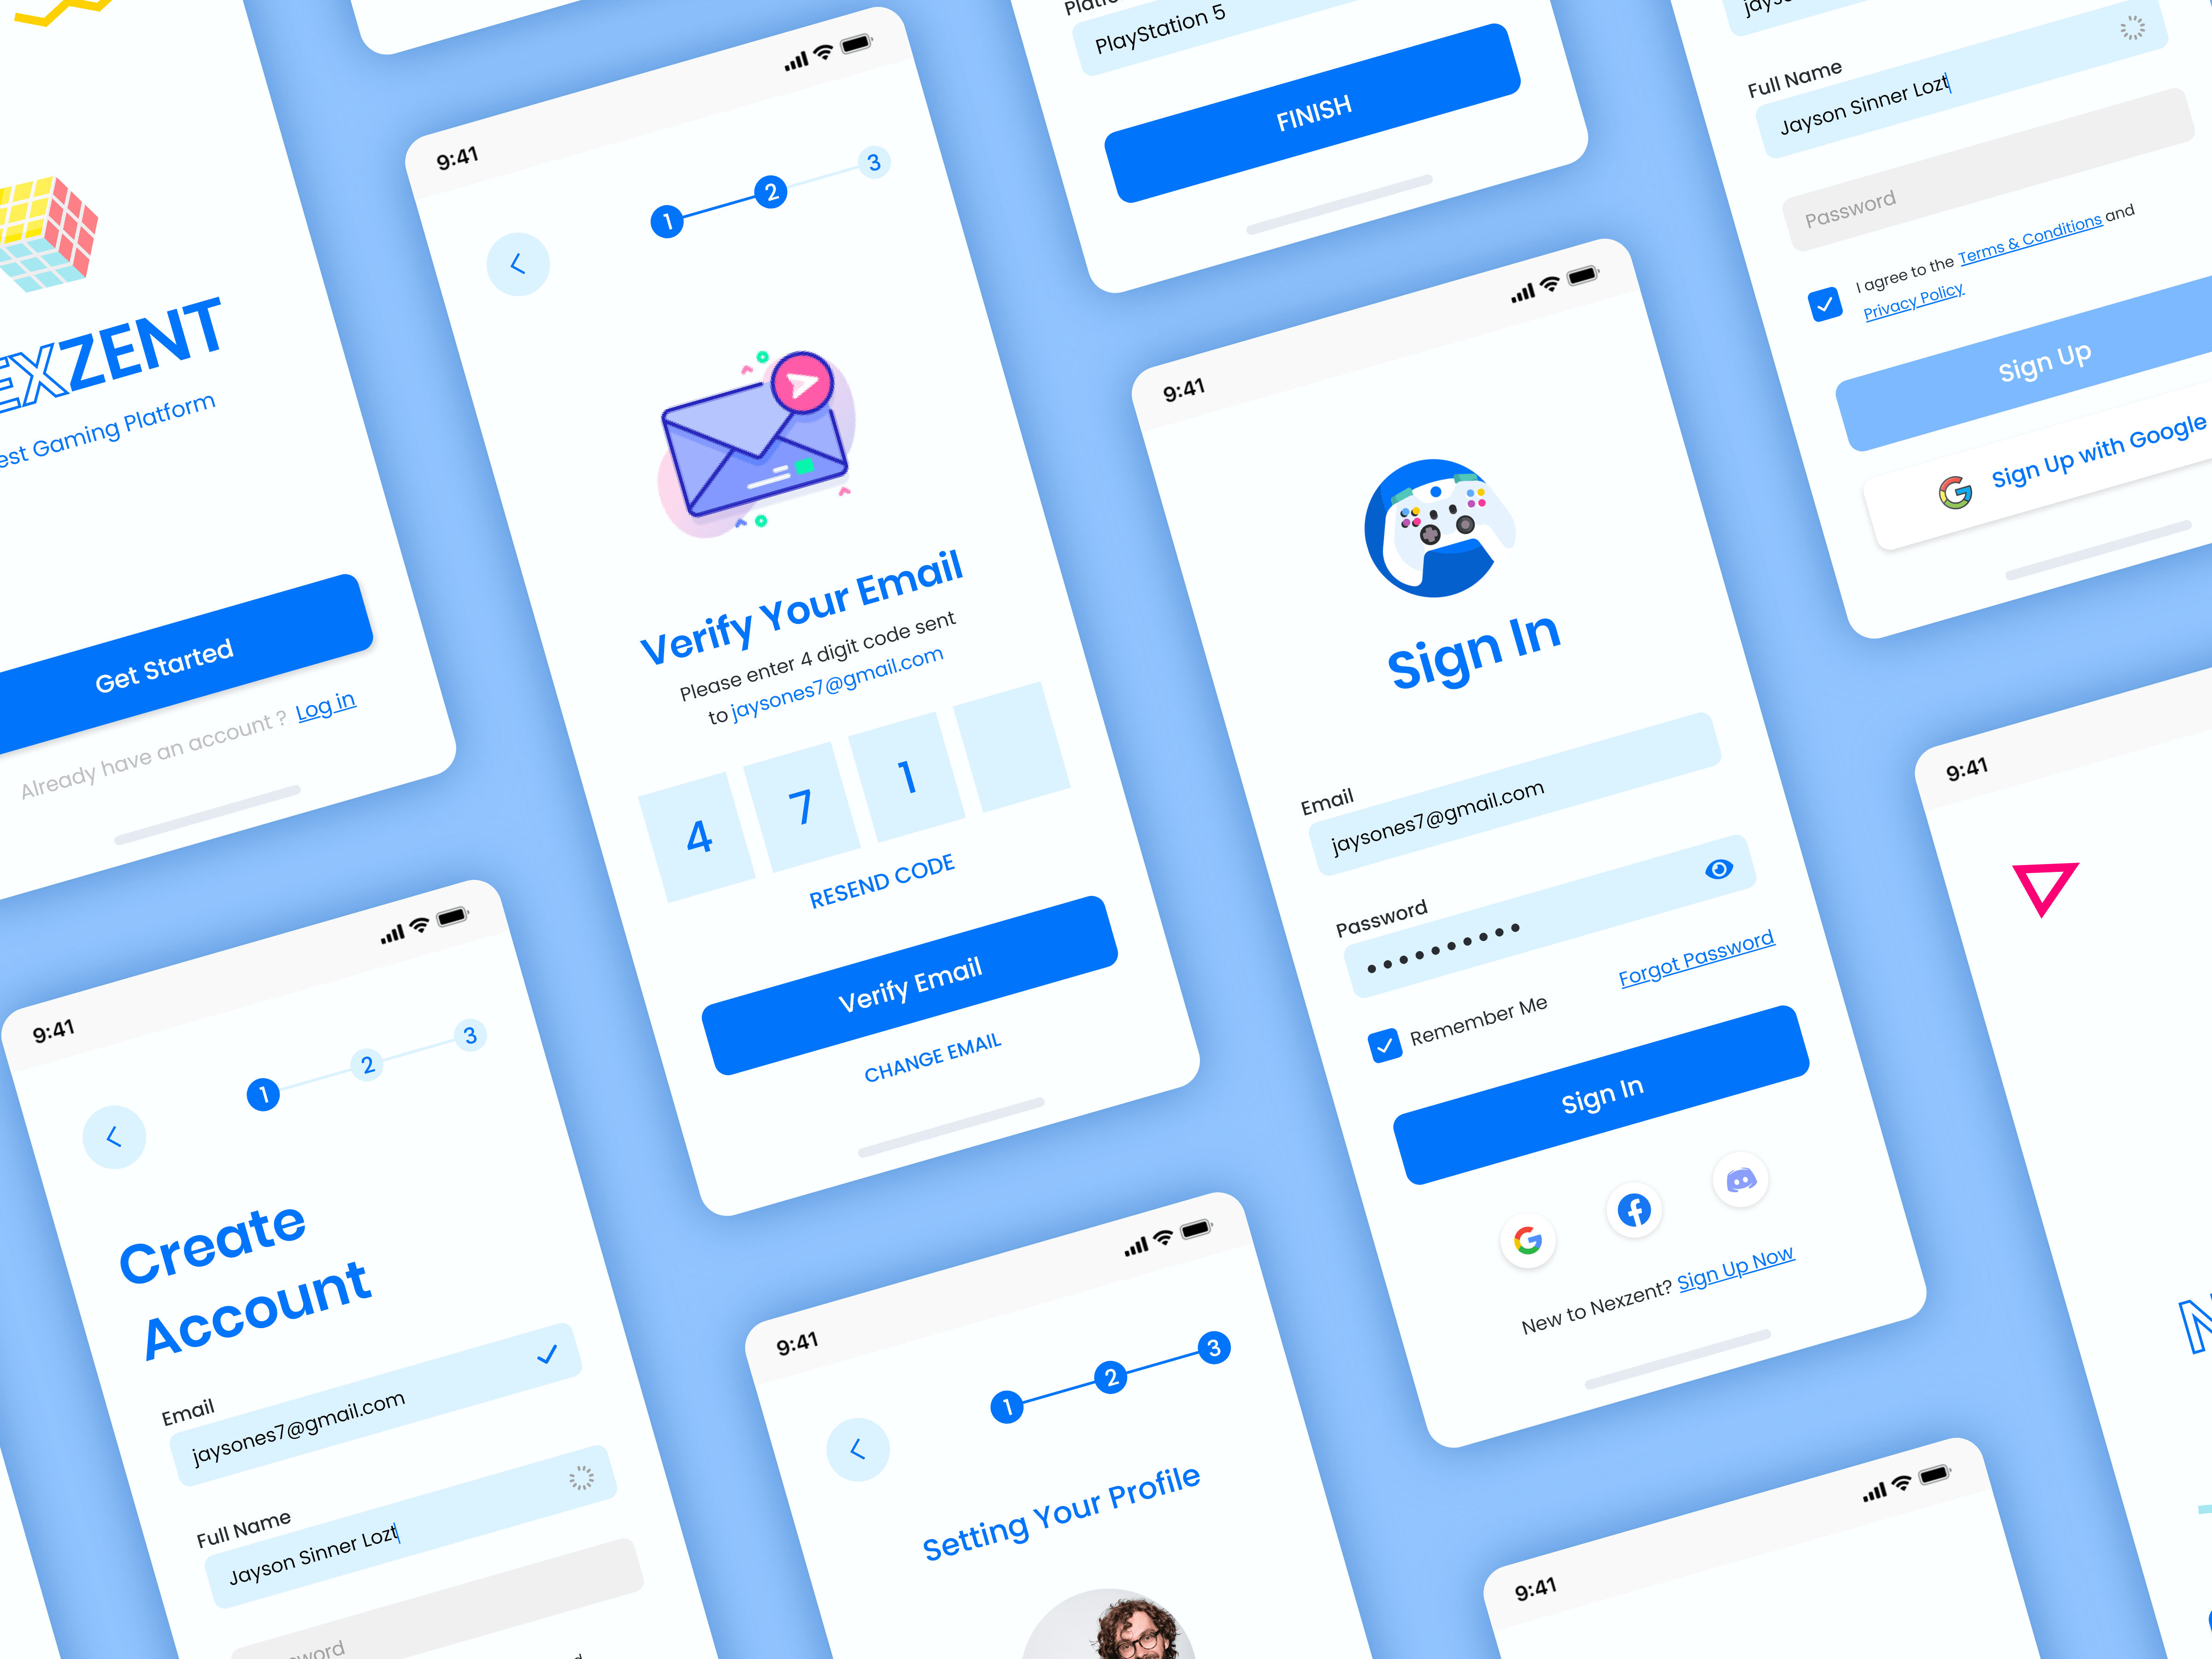 EXZENT
est Gaming Platform
Get Started
Already have an account ? Log in
9:41
1
2
3
Verify Your Email
Please enter 4 digit code sent
to jaysones7@gmail.com
4 7 1
RESEND CODE
Verify Email
CHANGE EMAIL
PlayStation 5
FINISH
9:41
Sign In
Email
jaysones7@gmail.com
Password
Forgot Password
Remember Me
Sign In
New to Nexzent? Sign Up Now
Full Name
Jayson Sinner Lozt
Password
I agree to the Terms & Conditions and
Privacy Policy
Sign Up
Sign Up with Google
9:41
1
2
3
Create
Account
Email
jaysones7@gmail.com
Full Name
Jayson Sinner Lozt
9:41
1
2
3
Setting Your Profile
9:41
N
9:41